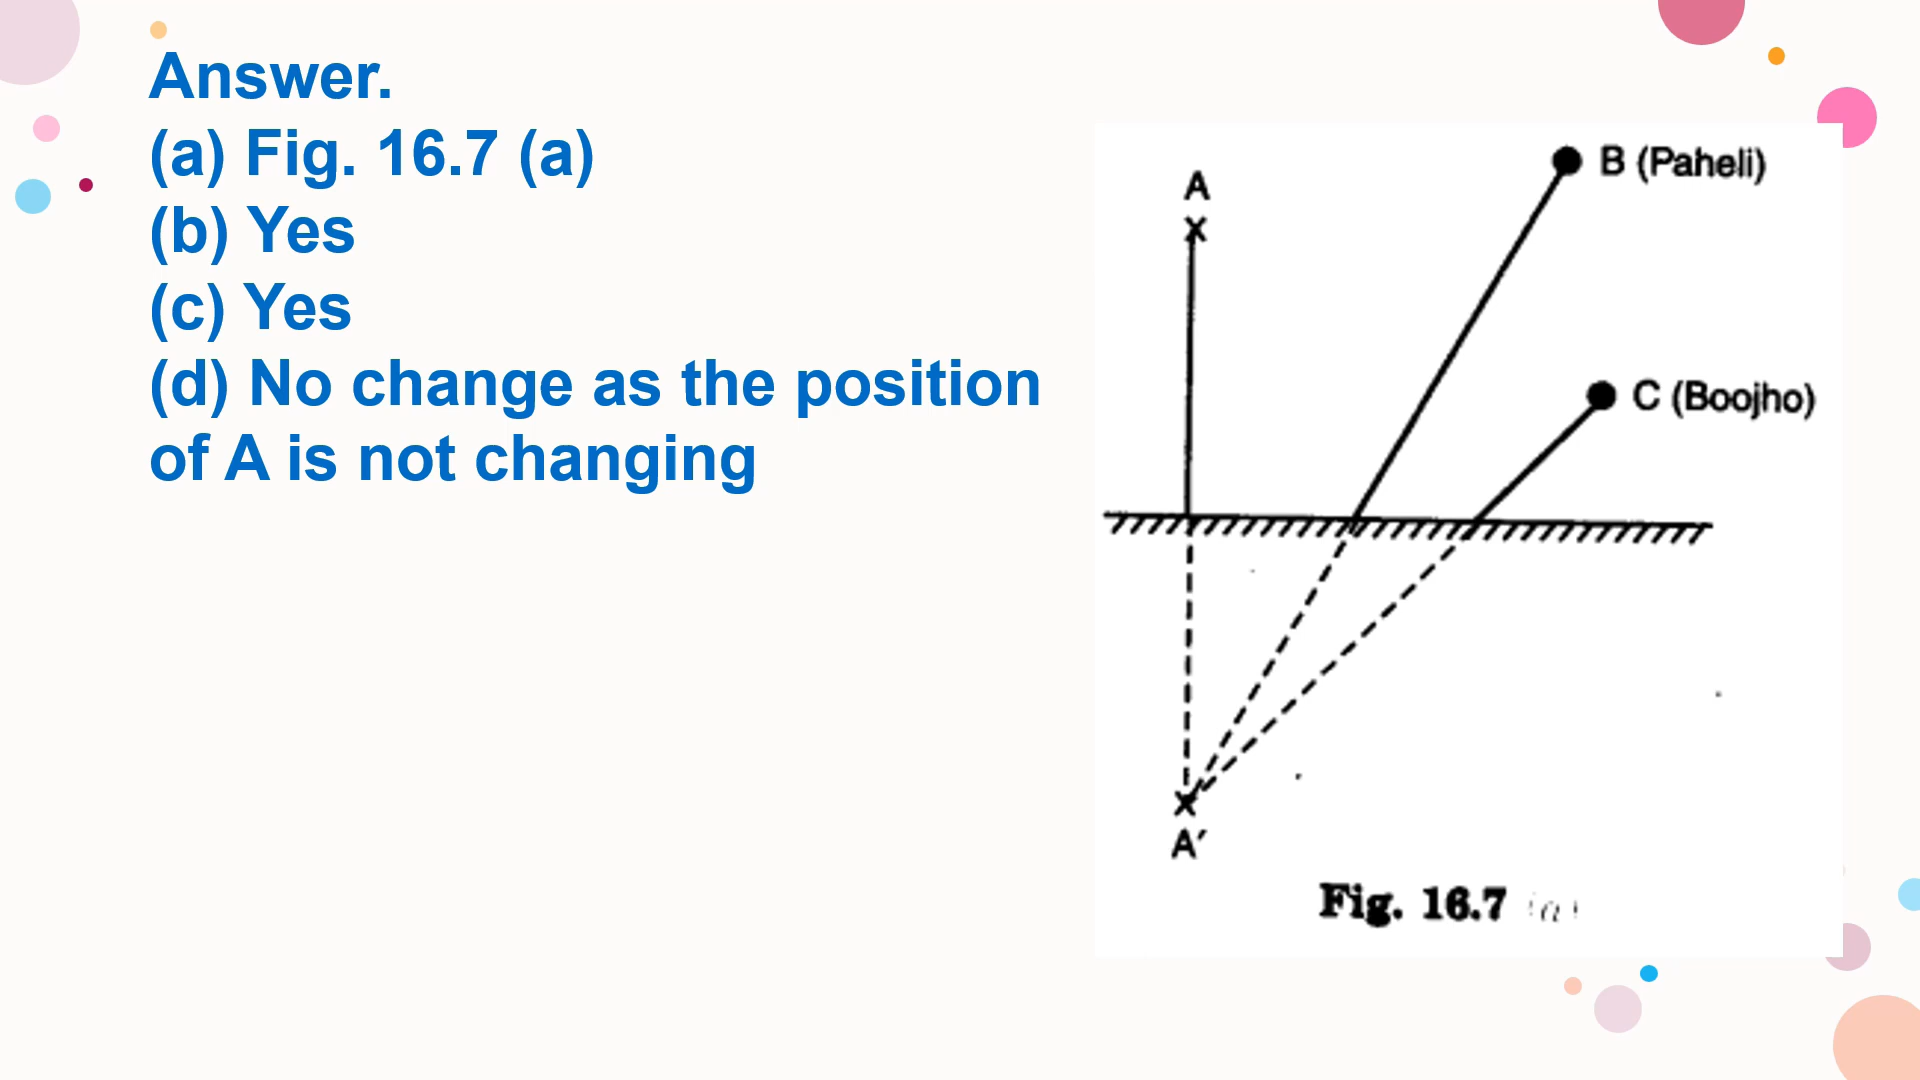 Answer.
(a) Fig. 16.7 (a)
(b) Yes
(c) Yes
(d) No change as the position
of A is not changing
A
B (Paheli)
C (Boojho)
A′
Fig. 16.7 (a)